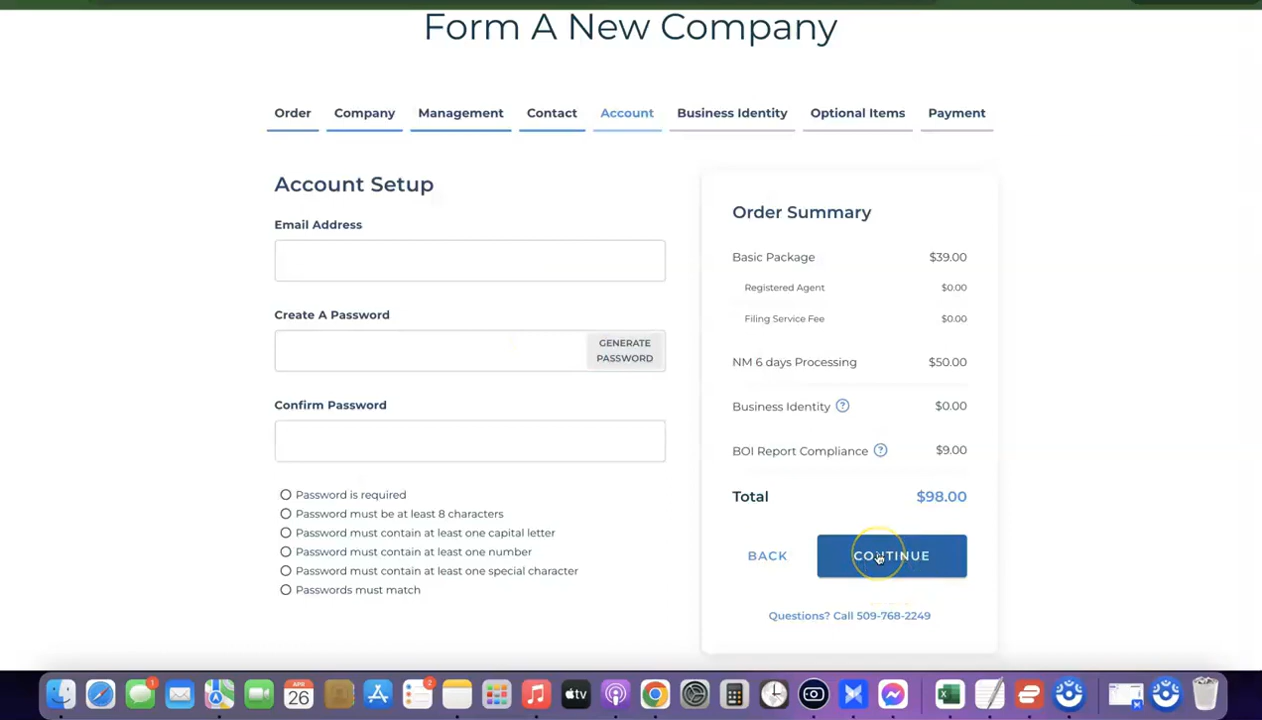 Form A New Company
Order Company Management Contact Account Business Identity Optional Items Payment
Account Setup
Email Address
Create A Password
GENERATE
PASSWORD
Confirm Password
Password is required
Password must be at least 8 characters
Password must contain at least one capital letter
Password must contain at least one number
Password must contain at least one special character
Passwords must match
Order Summary
Basic Package $39.00
Registered Agent $0.00
Filing Service Fee $0.00
NM 6 days Processing $50.00
Business Identity ? $0.00
BOI Report Compliance ? $9.00
Total $98.00
BACK CONTINUE
Questions? Call 509-768-2249
1
APR
26
2
tv